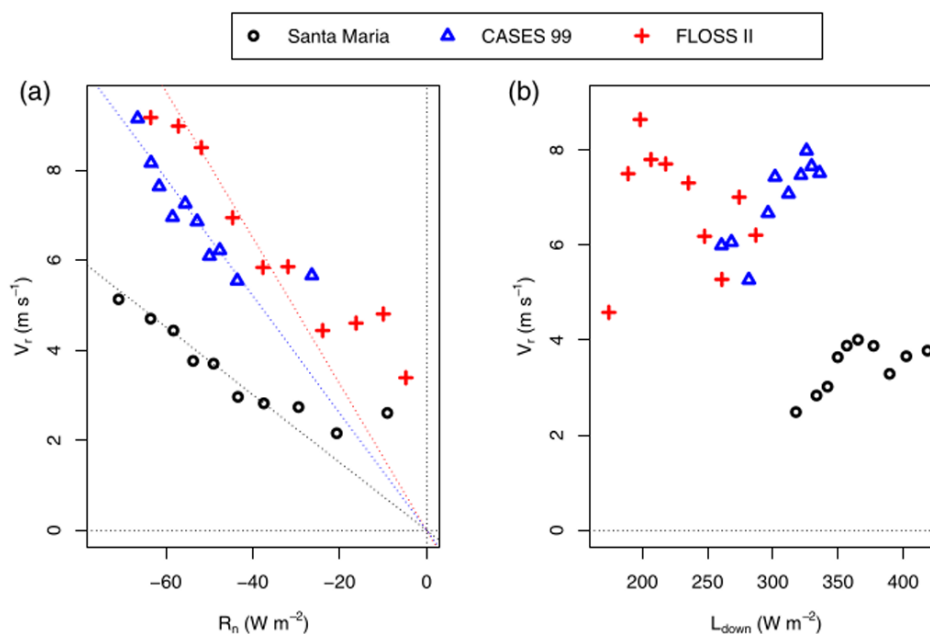 Santa Maria CASES 99 FLOSS II
(a)
(b)
8
6
4
2
0
Vr (m s⁻¹)
−60 −40 −20 0
Rn (W m⁻²)
8
6
4
2
0
Vr (m s⁻¹)
200 250 300 350 400
Ldown (W m⁻²)